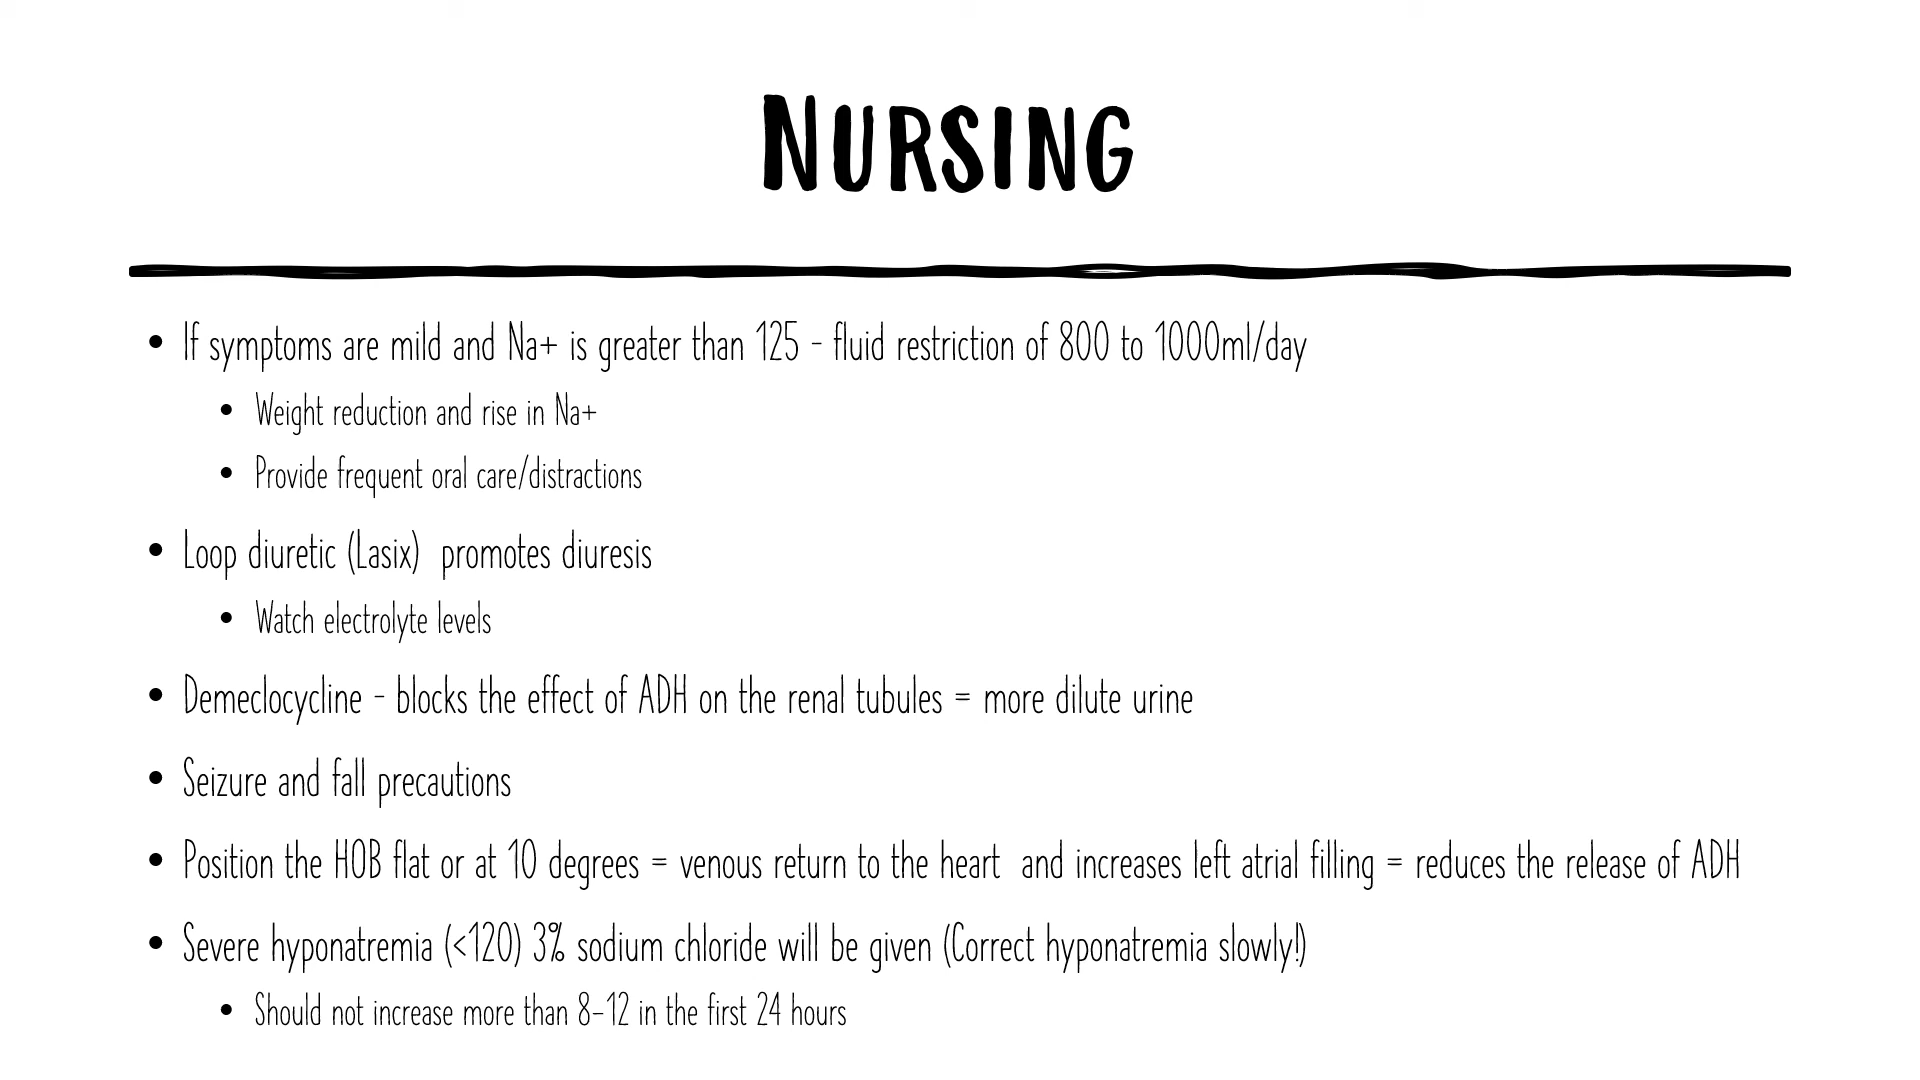 NURSING
• If symptoms are mild and Na+ is greater than 125 - fluid restriction of 800 to 1000ml/day
• Weight reduction and rise in Na+
• Provide frequent oral care/distractions
• Loop diuretic (Lasix)  promotes diuresis
• Watch electrolyte levels
• Demeclocycline - blocks the effect of ADH on the renal tubules = more dilute urine
• Seizure and fall precautions
• Position the HOB flat or at 10 degrees = venous return to the heart  and increases left atrial filling = reduces the release of ADH
• Severe hyponatremia (<120) 3% sodium chloride will be given (Correct hyponatremia slowly!)
• Should not increase more than 8-12 in the first 24 hours